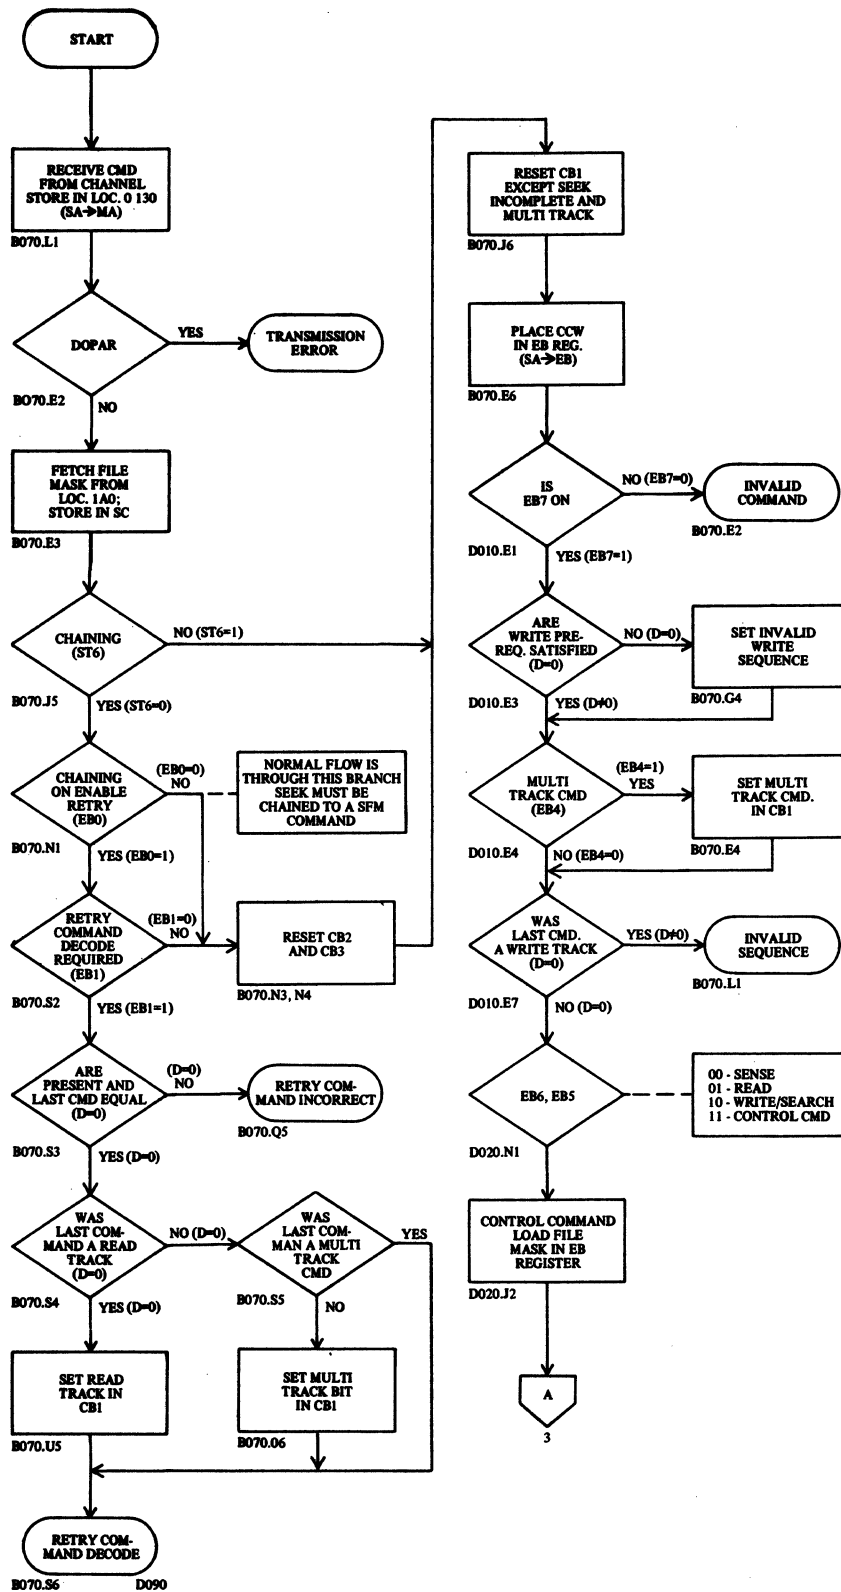 START
RECEIVE CMD
FROM CHANNEL
STORE IN LOC. 0 130
(SA→MA)
B070.L1
DOPAR
YES
TRANSMISSION
ERROR
BO70.E2
NO
FETCH FILE
MASK FROM
LOC. 1A0;
STORE IN SC
B070.E3
CHAINING
(ST6)
NO (ST6=1)
B070.J5
YES (ST6=0)
CHAINING
ON ENABLE
RETRY
(EB0)
(EB0=0)
NO
NORMAL FLOW IS
THROUGH THIS BRANCH
SEEK MUST BE
CHAINED TO A SFM
COMMAND
B070.N1
YES (EB0=1)
RETRY
COMMAND
DECODE
REQUIRED
(EB1)
(EB1=0)
NO
RESET CB2
AND CB3
B070.N3, N4
B070.S2
YES (EB1=1)
ARE
PRESENT AND
LAST CMD EQUAL
(D=0)
(D=0)
NO
RETRY COM-
MAND INCORRECT
B070.Q5
B070.S3
YES (D=0)
WAS
LAST COM-
MAND A READ
TRACK
(D=0)
NO (D=0)
WAS
LAST COM-
MAN A MULTI
TRACK
CMD
YES
B070.S4
YES (D=0)
B070.S5
NO
SET READ
TRACK IN
CB1
B070.U5
SET MULTI
TRACK BIT
IN CB1
B070.06
RETRY COM-
MAND DECODE
B070.S6
D090
RESET CB1
EXCEPT SEEK
INCOMPLETE AND
MULTI TRACK
B070.J6
PLACE CCW
IN EB REG.
(SA→EB)
B070.E6
IS
EB7 ON
NO (EB7=0)
INVALID
COMMAND
B070.E2
D010.E1
YES (EB7=1)
ARE
WRITE PRE-
REQ. SATISFIED
(D=0)
NO (D=0)
SET INVALID
WRITE
SEQUENCE
B070.G4
D010.E3
YES (D≠0)
MULTI
TRACK CMD
(EB4)
(EB4=1)
YES
SET MULTI
TRACK CMD.
IN CB1
B070.E4
D010.E4
NO (EB4=0)
WAS
LAST CMD.
A WRITE TRACK
(D=0)
YES (D≠0)
INVALID
SEQUENCE
B070.L1
D010.E7
NO (D=0)
EB6, EB5
00 - SENSE
01 - READ
10 - WRITE/SEARCH
11 - CONTROL CMD
D020.N1
CONTROL COMMAND
LOAD FILE
MASK IN EB
REGISTER
D020.J2
A
3